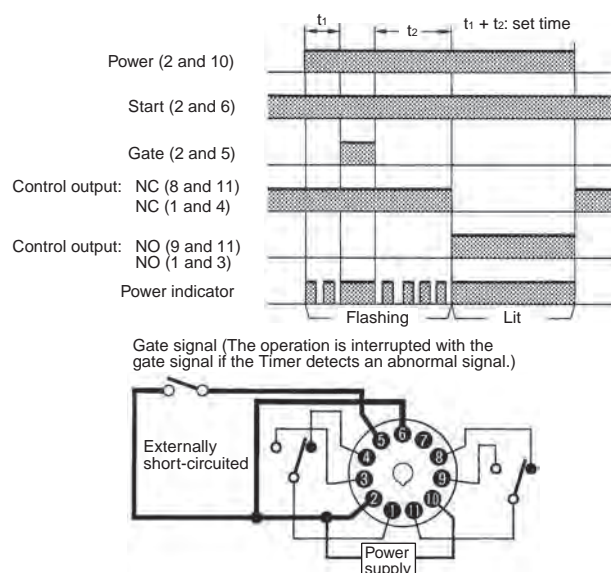 t1
t2
t1 + t2: set time
Power (2 and 10)
Start (2 and 6)
Gate (2 and 5)
Control output: NC (8 and 11)
NC (1 and 4)
Control output: NO (9 and 11)
NO (1 and 3)
Power indicator
Flashing
Lit
Gate signal (The operation is interrupted with the
gate signal if the Timer detects an abnormal signal.)
Externally
short-circuited
5 6 7
4 8
3 9
2 10
1 11
Power
supply